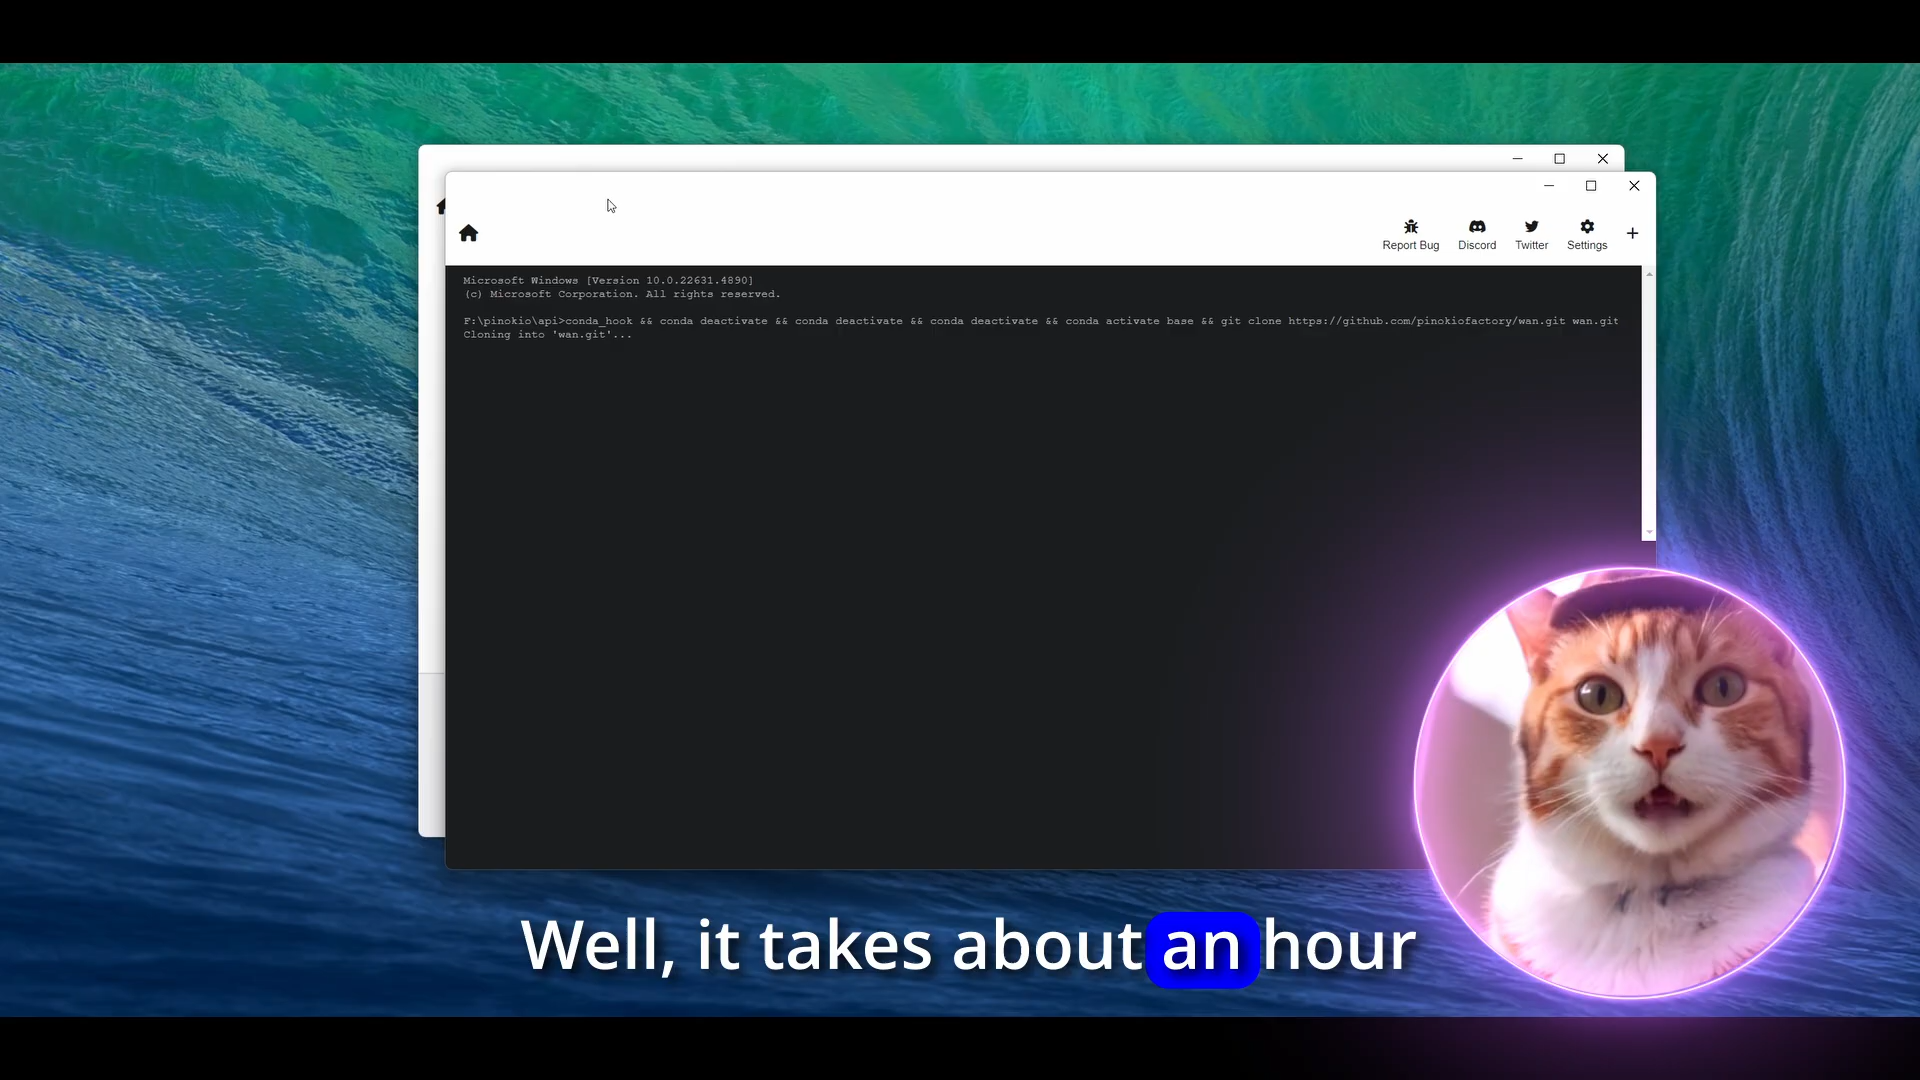 Report Bug
Discord
Twitter
Settings
Microsoft Windows [Version 10.0.22631.4890]
(c) Microsoft Corporation. All rights reserved.
F:\pinokio\api>conda_hook && conda deactivate && conda deactivate && conda deactivate && conda activate base && git clone https://github.com/pinokiofactory/wan.git wan.git
Cloning into 'wan.git'...
Well, it takes about an hour